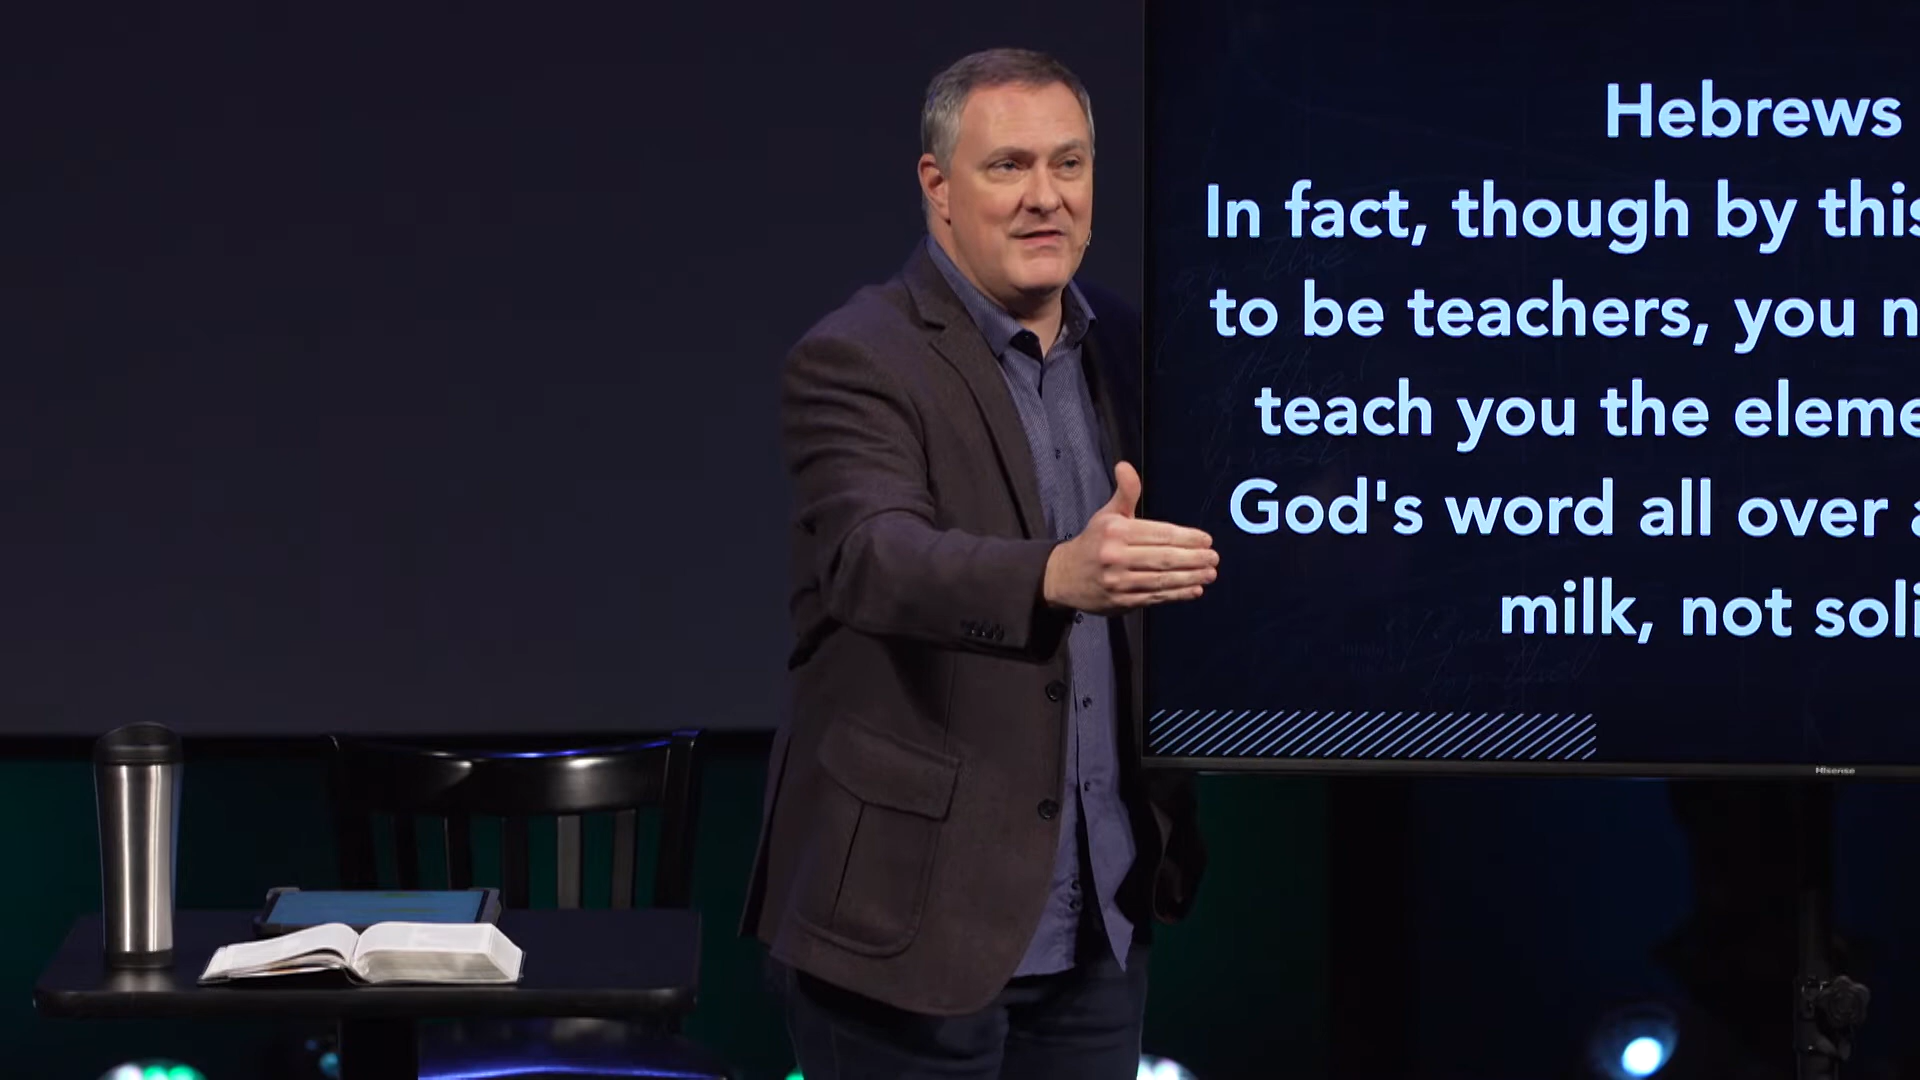 Hebrews
In fact, though by this
to be teachers, you n
teach you the eleme
God's word all over a
milk, not soli
Hisense